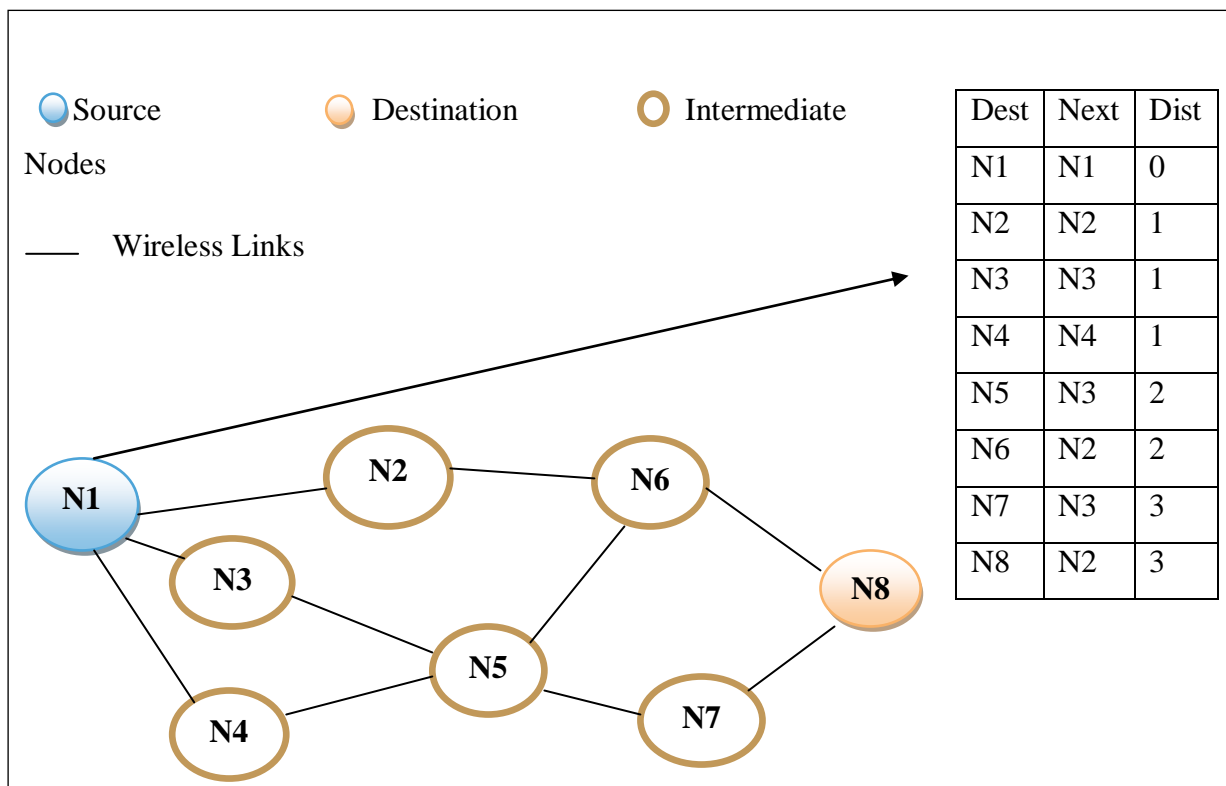 Source Destination Intermediate
Nodes
Wireless Links
Dest Next Dist
N1 N1 0
N2 N2 1
N3 N3 1
N4 N4 1
N5 N3 2
N6 N2 2
N7 N3 3
N8 N2 3
N1
N2
N6
N3
N8
N5
N4
N7